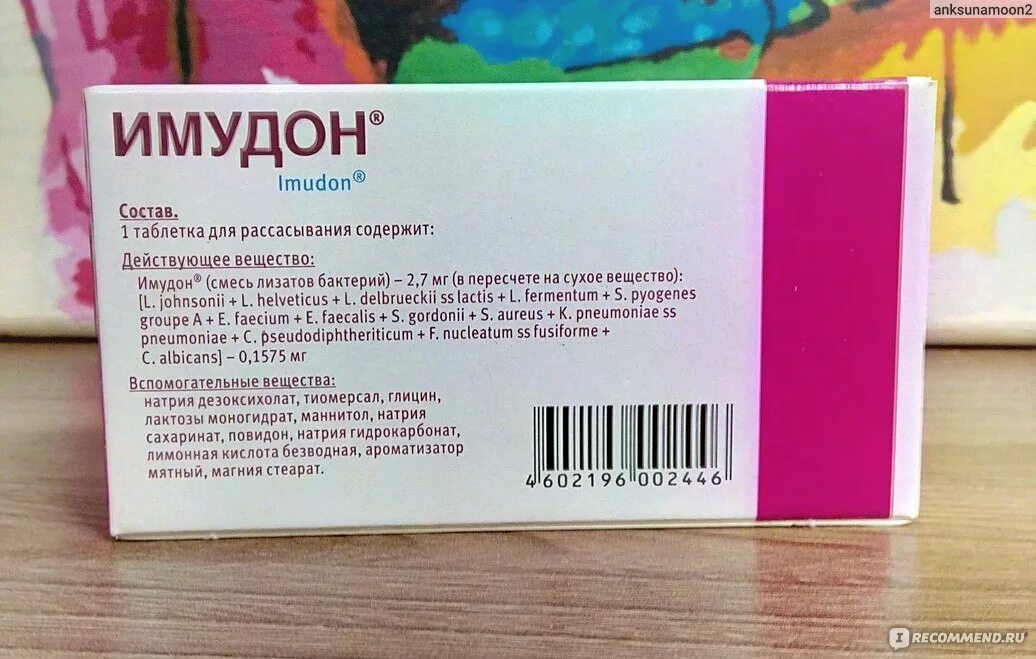 anksunamoon2
ИМУДОН®
Imudon®
Состав.
1 таблетка для рассасывания содержит:
Действующее вещество:
Имудон® (смесь лизатов бактерий) – 2,7 мг (в пересчете на сухое вещество):
[L. johnsonii + L. helveticus + L. delbrueckii ss lactis + L. fermentum + S. pyogenes
groupe A + E. faecium + E. faecalis + S. gordonii + S. aureus + K. pneumoniae ss
pneumoniae + C. pseudodiphtheriticum + F. nucleatum ss fusiforme +
C. albicans] – 0,1575 мг
Вспомогательные вещества:
натрия дезоксихолат, тиомерсал, глицин,
лактозы моногидрат, маннитол, натрия
сахаринат, повидон, натрия гидрокарбонат,
лимонная кислота безводная, ароматизатор
мятный, магния стеарат.
4602196002446
I RECOMMEND.RU